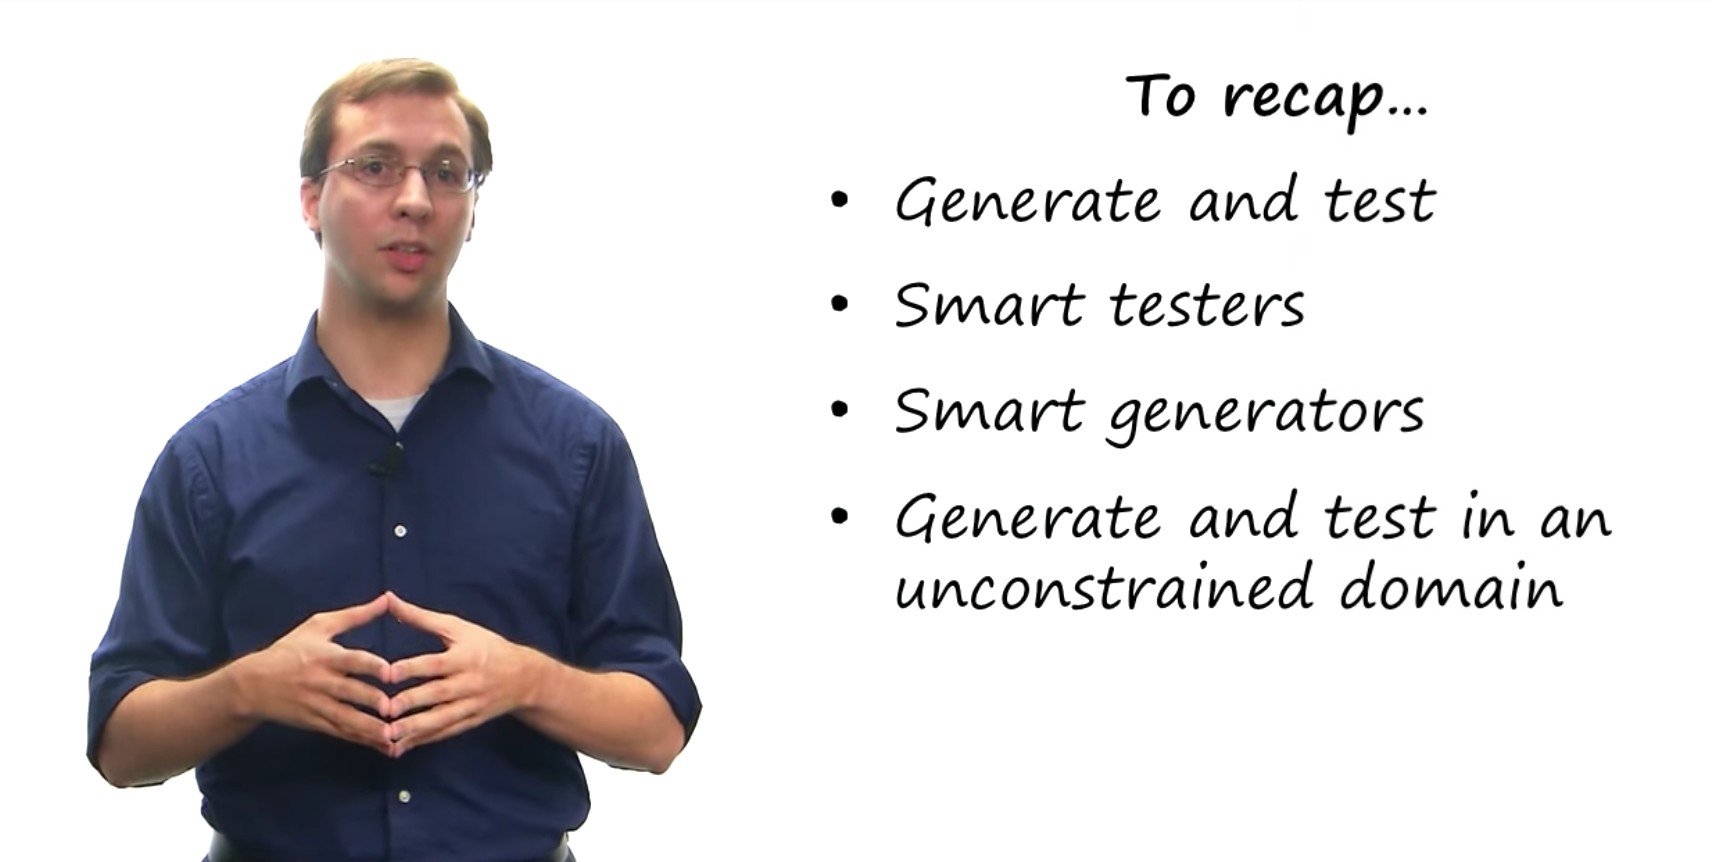 To recap...
• Generate and test
• Smart testers
• Smart generators
• Generate and test in an
unconstrained domain